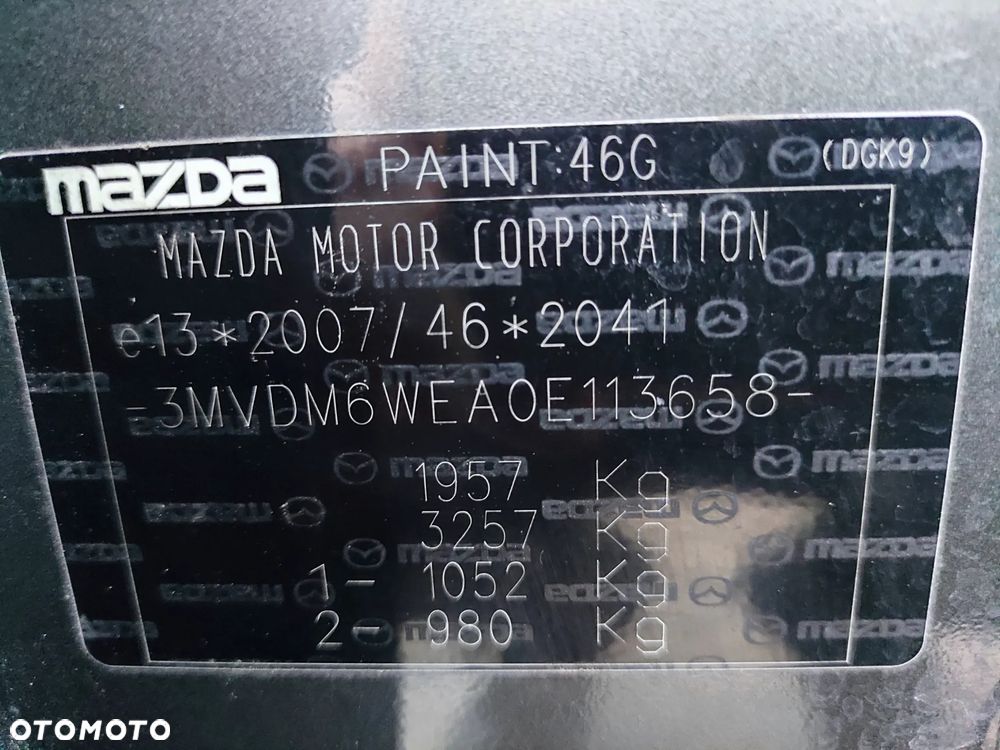 mazda PAINT:46G (DGK9)
MAZDA MOTOR CORPORATION
e13*2007/46*2041
-3MVDM6WEA0E113658-
1957 Kg
3257 Kg
1- 1052 Kg
2- 980 Kg
OTOMOTO